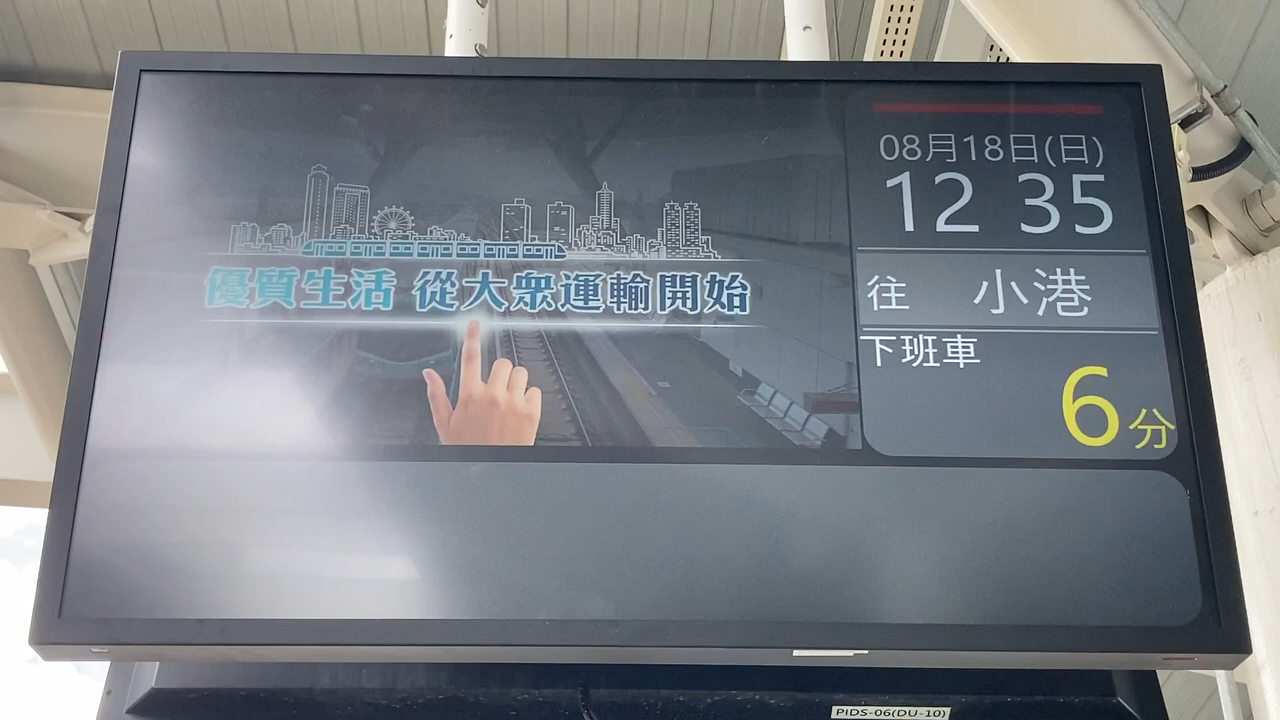 優質生活 從大眾運輸開始
08月18日(日)
12 35
往 小港
下班車
6分
PIDS-06(DU-10)